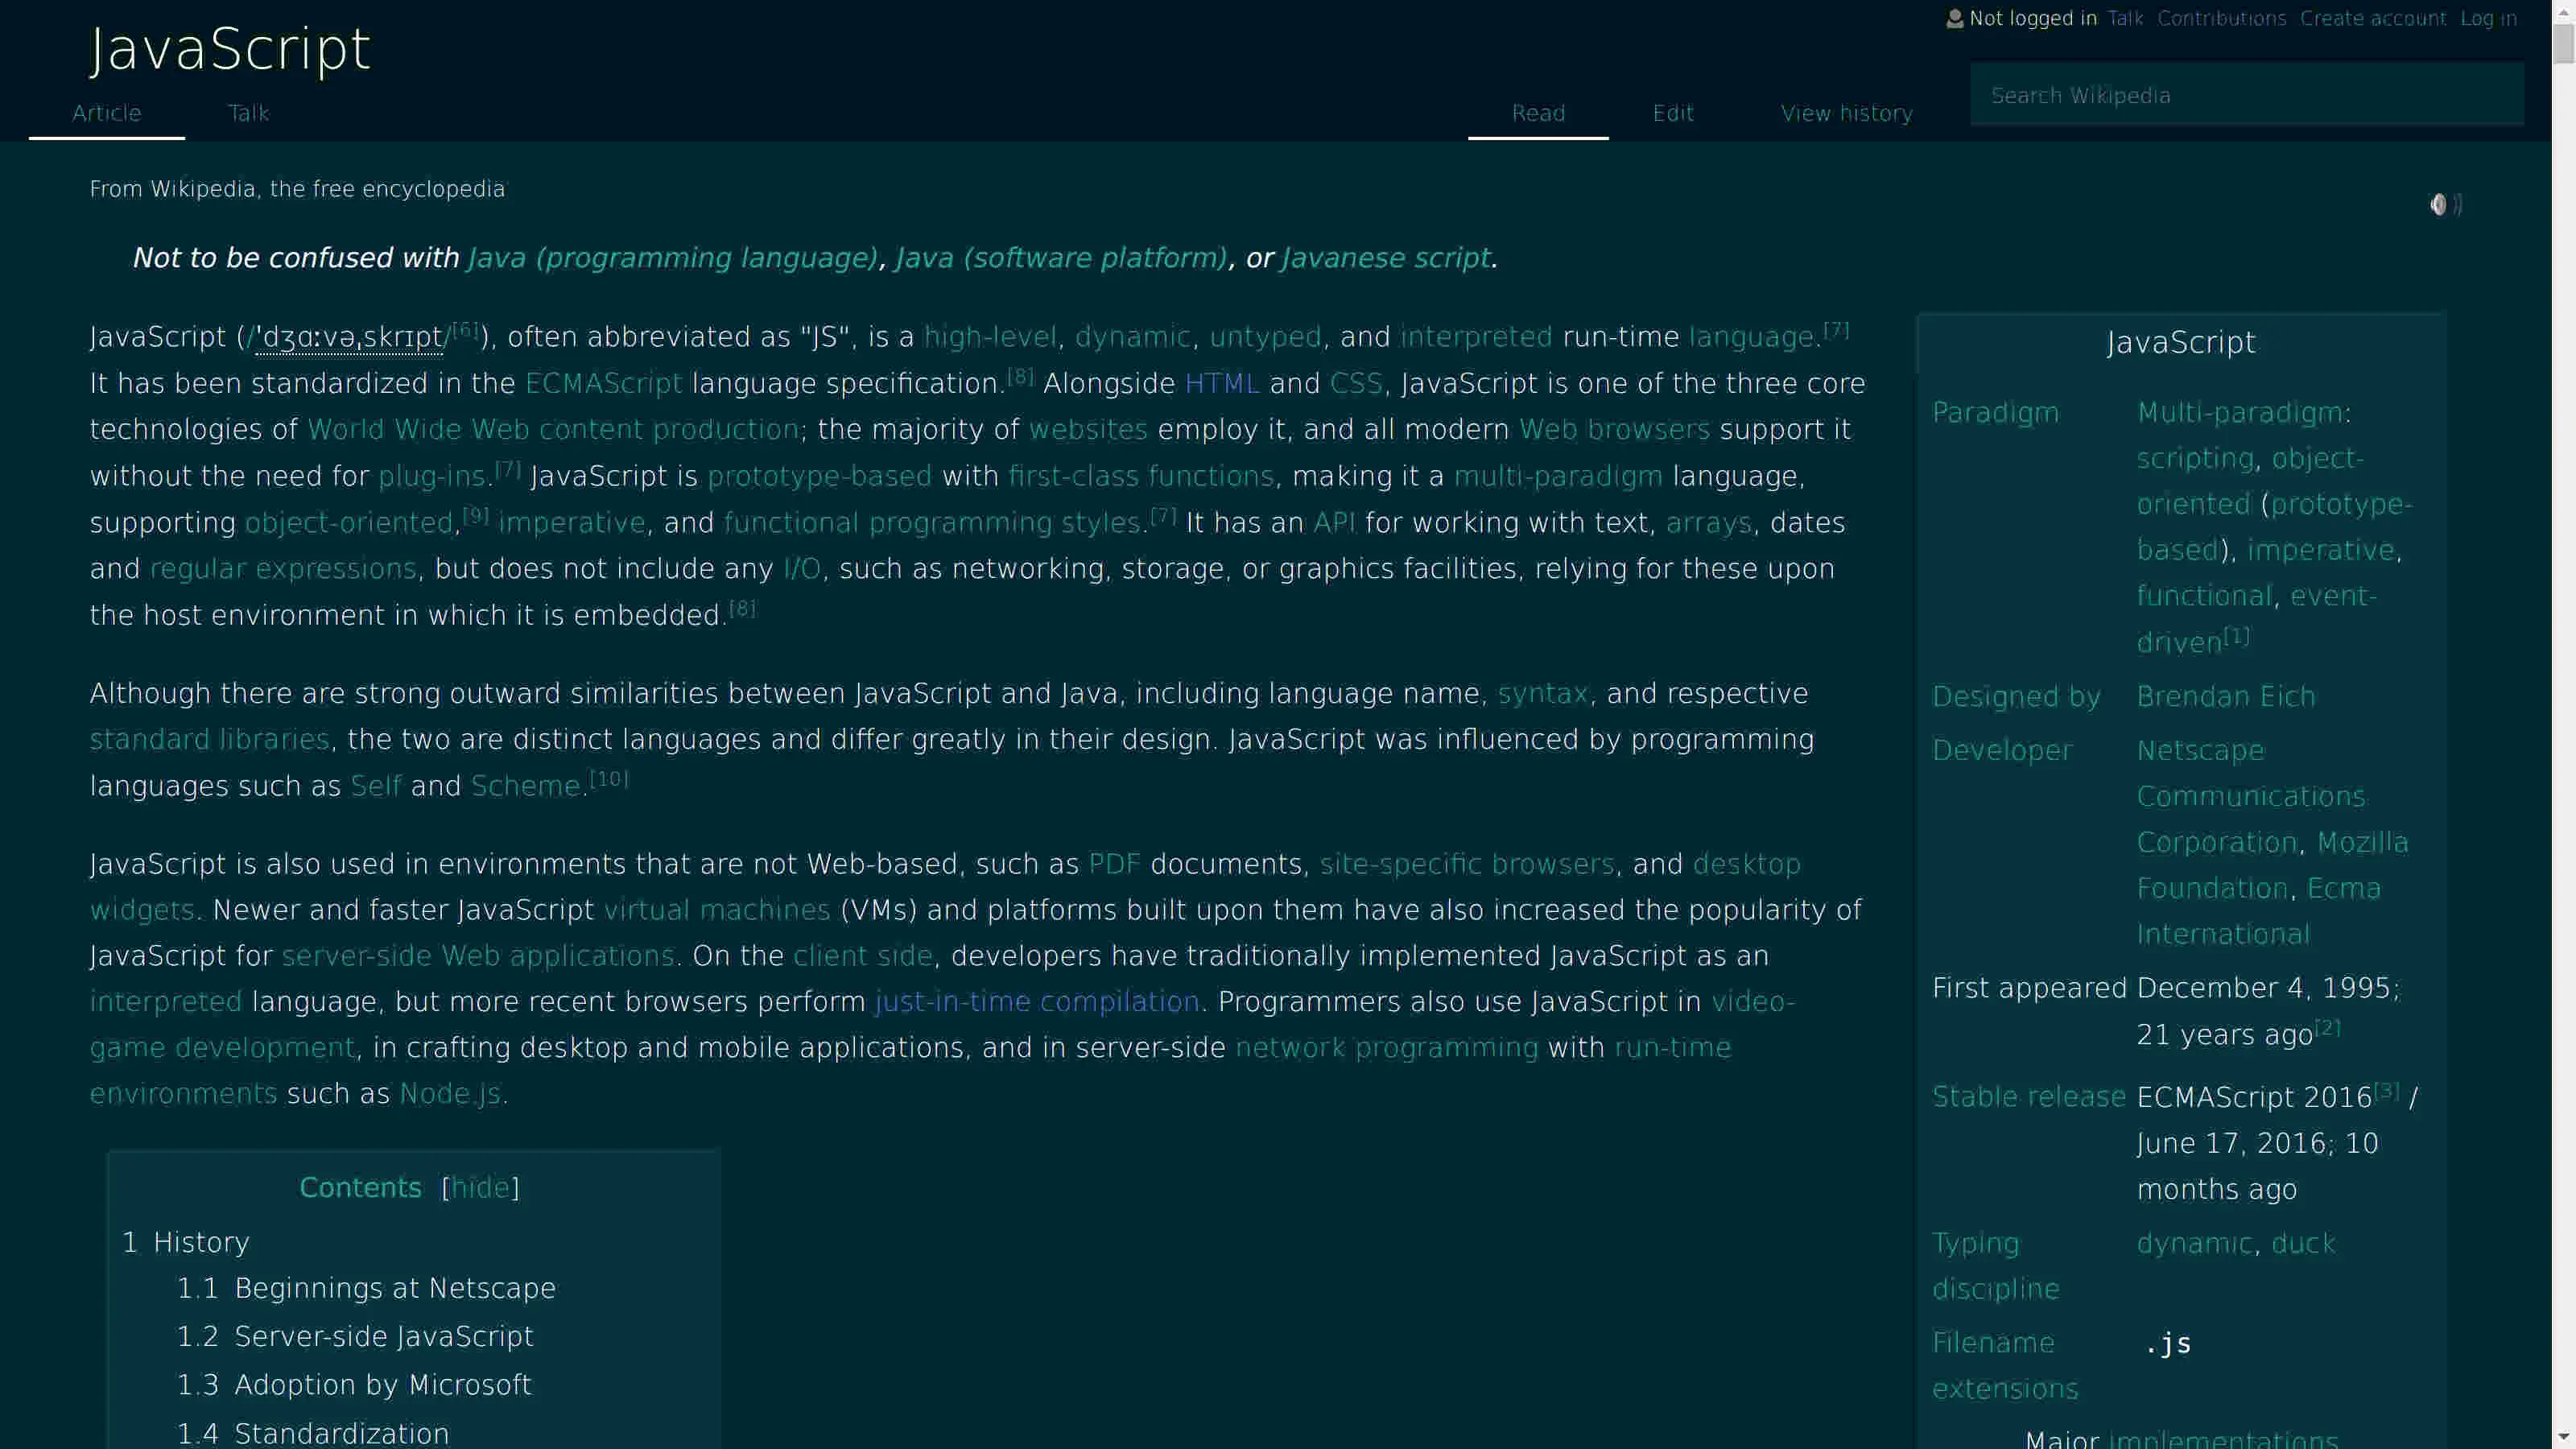 Not logged in Talk Contributions Create account Log in
JavaScript
Article Talk Read Edit View history Search Wikipedia
From Wikipedia, the free encyclopedia
Not to be confused with Java (programming language), Java (software platform), or Javanese script.
JavaScript (/ˈdʒɑːvəˌskrɪpt/[6]), often abbreviated as "JS", is a high-level, dynamic, untyped, and interpreted run-time language.[7]
It has been standardized in the ECMAScript language specification.[8] Alongside HTML and CSS, JavaScript is one of the three core
technologies of World Wide Web content production; the majority of websites employ it, and all modern Web browsers support it
without the need for plug-ins.[7] JavaScript is prototype-based with first-class functions, making it a multi-paradigm language,
supporting object-oriented,[9] imperative, and functional programming styles.[7] It has an API for working with text, arrays, dates
and regular expressions, but does not include any I/O, such as networking, storage, or graphics facilities, relying for these upon
the host environment in which it is embedded.[8]
Although there are strong outward similarities between JavaScript and Java, including language name, syntax, and respective
standard libraries, the two are distinct languages and differ greatly in their design. JavaScript was influenced by programming
languages such as Self and Scheme.[10]
JavaScript is also used in environments that are not Web-based, such as PDF documents, site-specific browsers, and desktop
widgets. Newer and faster JavaScript virtual machines (VMs) and platforms built upon them have also increased the popularity of
JavaScript for server-side Web applications. On the client side, developers have traditionally implemented JavaScript as an
interpreted language, but more recent browsers perform just-in-time compilation. Programmers also use JavaScript in video-
game development, in crafting desktop and mobile applications, and in server-side network programming with run-time
environments such as Node.js.
Contents [hide]
1 History
1.1 Beginnings at Netscape
1.2 Server-side JavaScript
1.3 Adoption by Microsoft
1.4 Standardization
JavaScript
Paradigm Multi-paradigm:
scripting, object-
oriented (prototype-
based), imperative,
functional, event-
driven[1]
Designed by Brendan Eich
Developer Netscape
Communications
Corporation, Mozilla
Foundation, Ecma
International
First appeared December 4, 1995;
21 years ago[2]
Stable release ECMAScript 2016[3] /
June 17, 2016; 10
months ago
Typing dynamic, duck
discipline
Filename .js
extensions
Major implementations